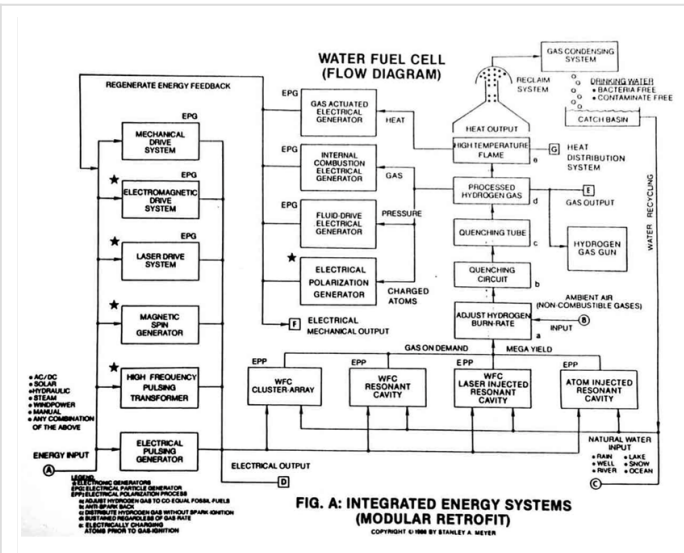 WATER FUEL CELL
(FLOW DIAGRAM)
GAS CONDENSING
SYSTEM
RECLAIM
SYSTEM
DRINKING WATER
• BACTERIA FREE
• CONTAMINATE FREE
CATCH BASIN
REGENERATE ENERGY FEEDBACK
EPG
MECHANICAL
DRIVE
SYSTEM
★ EPG
ELECTROMAGNETIC
DRIVE
SYSTEM
★ EPG
LASER DRIVE
SYSTEM
★
MAGNETIC
SPIN
GENERATOR
★
HIGH FREQUENCY
PULSING
TRANSFORMER
ELECTRICAL
PULSING
GENERATOR
EPG
GAS ACTUATED
ELECTRICAL
GENERATOR
HEAT
EPG
INTERNAL
COMBUSTION
ELECTRICAL
GENERATOR
GAS
EPG
FLUID-DRIVE
ELECTRICAL
GENERATOR
PRESSURE
★
ELECTRICAL
POLARIZATION
GENERATOR
CHARGED
ATOMS
F
ELECTRICAL
MECHANICAL OUTPUT
HEAT OUTPUT
HIGH TEMPERATURE
FLAME
e
G
HEAT
DISTRIBUTION
SYSTEM
PROCESSED
HYDROGEN GAS
d
E
GAS OUTPUT
QUENCHING TUBE
c
HYDROGEN
GAS GUN
QUENCHING
CIRCUIT
b
WATER RECYCLING
AMBIENT AIR
(NON-COMBUSTIBLE GASES)
ADJUST HYDROGEN
BURN-RATE
a
INPUT
B
GAS ON DEMAND
MEGA YIELD
EPP
WFC
CLUSTER-ARRAY
EPP
WFC
RESONANT
CAVITY
EPP
WFC
LASER INJECTED
RESONANT
CAVITY
EPP
ATOM INJECTED
RESONANT
CAVITY
• AC/DC
• SOLAR
• HYDRAULIC
• STEAM
• WINDPOWER
• MANUAL
• ANY COMBINATION
OF THE ABOVE
ENERGY INPUT
A
ELECTRICAL OUTPUT
D
NATURAL WATER
INPUT
• RAIN • LAKE
• WELL • SNOW
• RIVER • OCEAN
C
LEGEND
ELECTRONIC GENERATORS
EPG: ELECTRICAL PARTICLE GENERATOR
EPP: ELECTRICAL POLARIZATION PROCESS
a: ADJUST HYDROGEN GAS TO CO EQUAL FOSSIL FUELS
b: ANTI-SPARK BACK
c: DISTRIBUTE HYDROGEN GAS WITHOUT SPARK IGNITION
d: SUSTAINED REGARDLESS OF GAS RATE
e: ELECTRICALLY CHARGING
ATOMS PRIOR TO GAS-IGNITION
FIG. A: INTEGRATED ENERGY SYSTEMS
(MODULAR RETROFIT)
COPYRIGHT © BY STANLEY A. MEYER